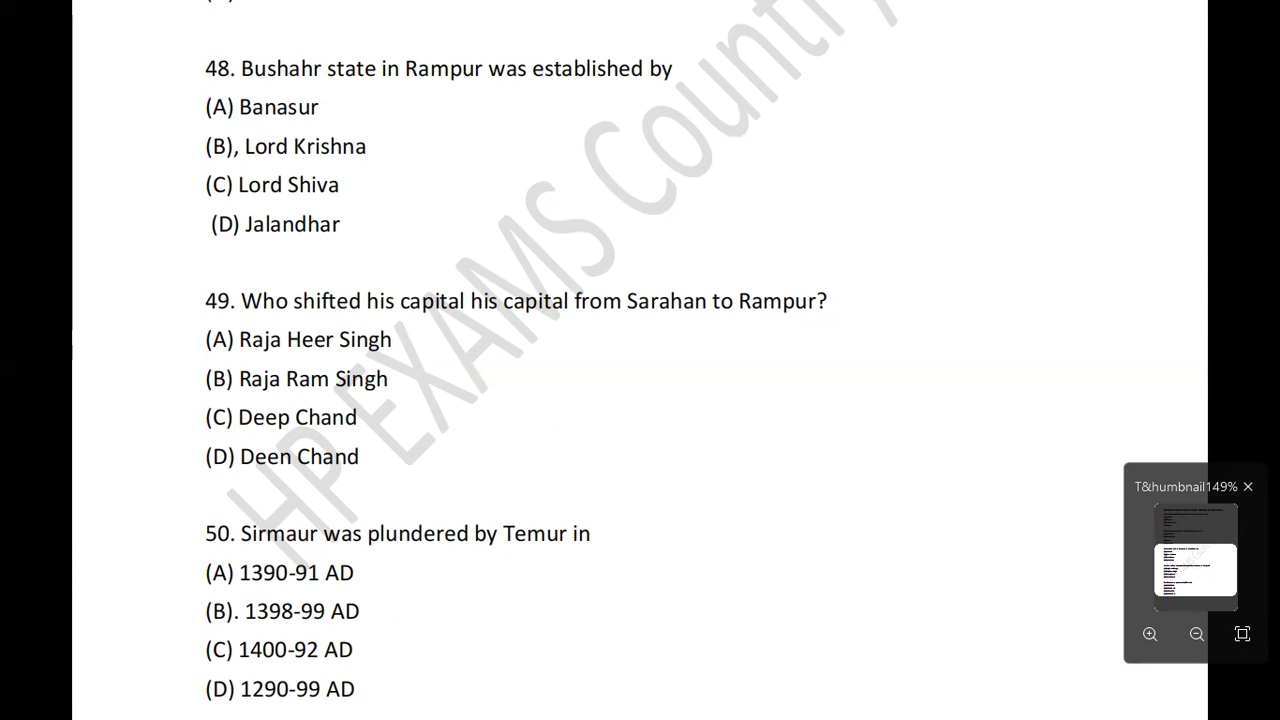 48. Bushahr state in Rampur was established by
(A) Banasur
(B), Lord Krishna
(C) Lord Shiva
(D) Jalandhar
49. Who shifted his capital his capital from Sarahan to Rampur?
(A) Raja Heer Singh
(B) Raja Ram Singh
(C) Deep Chand
(D) Deen Chand
50. Sirmaur was plundered by Temur in
(A) 1390-91 AD
(B). 1398-99 AD
(C) 1400-92 AD
(D) 1290-99 AD
HP EXAMS Country
T&humbnail149%